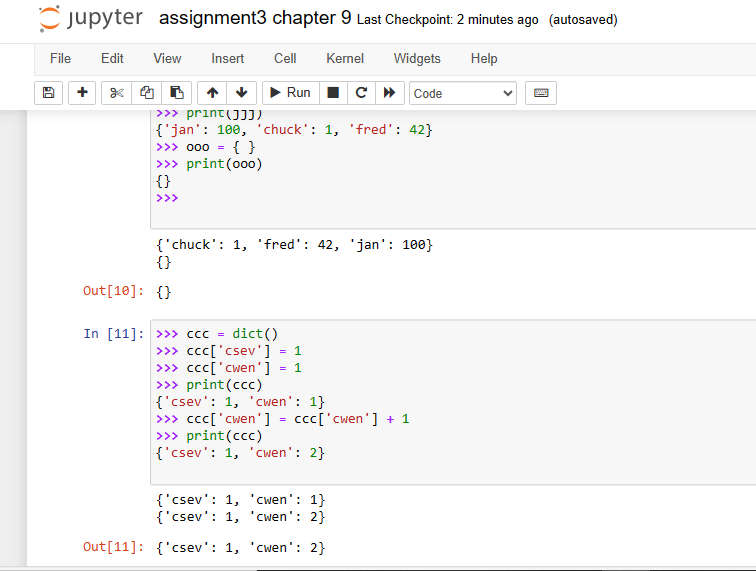 jupyter assignment3 chapter 9 Last Checkpoint: 2 minutes ago (autosaved)
File Edit View Insert Cell Kernel Widgets Help
Run Code
>>> print(jjj)
{'jan': 100, 'chuck': 1, 'fred': 42}
>>> ooo = { }
>>> print(ooo)
{}
>>>
{'chuck': 1, 'fred': 42, 'jan': 100}
{}
Out[10]: {}
In [11]: >>> ccc = dict()
>>> ccc['csev'] = 1
>>> ccc['cwen'] = 1
>>> print(ccc)
{'csev': 1, 'cwen': 1}
>>> ccc['cwen'] = ccc['cwen'] + 1
>>> print(ccc)
{'csev': 1, 'cwen': 2}
{'csev': 1, 'cwen': 1}
{'csev': 1, 'cwen': 2}
Out[11]: {'csev': 1, 'cwen': 2}